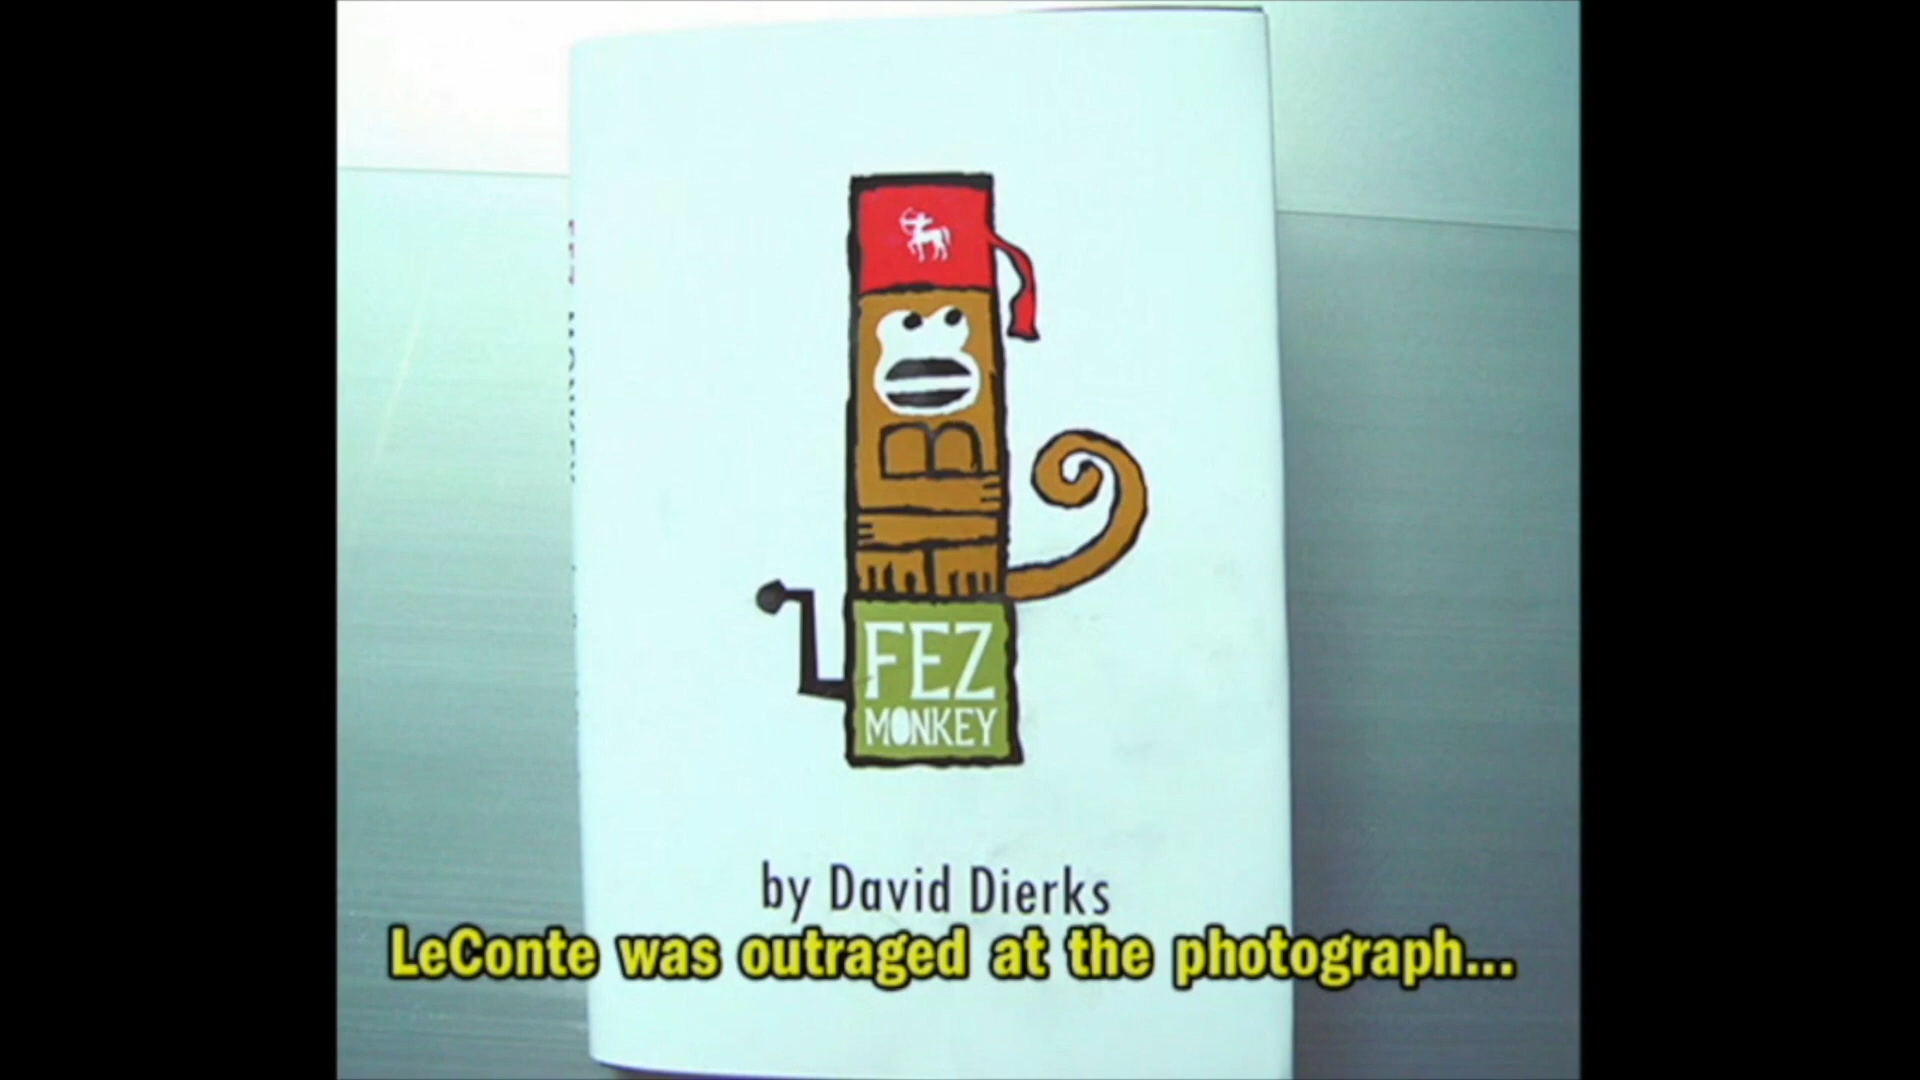 FEZ
MONKEY
by David Dierks
LeConte was outraged at the photograph...